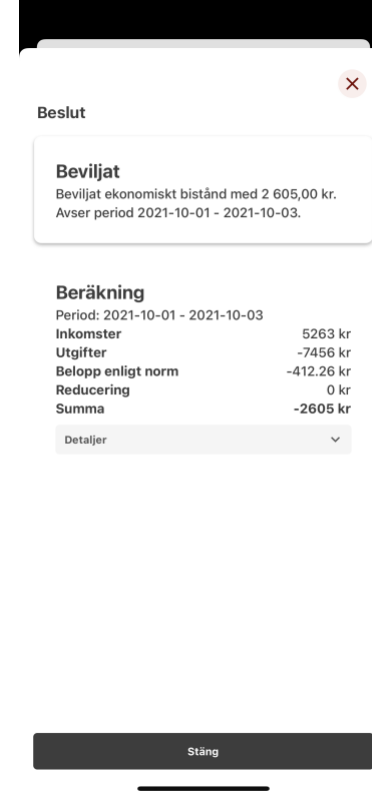 Beslut
Beviljat
Beviljat ekonomiskt bistånd med 2 605,00 kr.
Avser period 2021-10-01 - 2021-10-03.
Beräkning
Period: 2021-10-01 - 2021-10-03
Inkomster 5263 kr
Utgifter -7456 kr
Belopp enligt norm -412.26 kr
Reducering 0 kr
Summa -2605 kr
Detaljer
Stäng